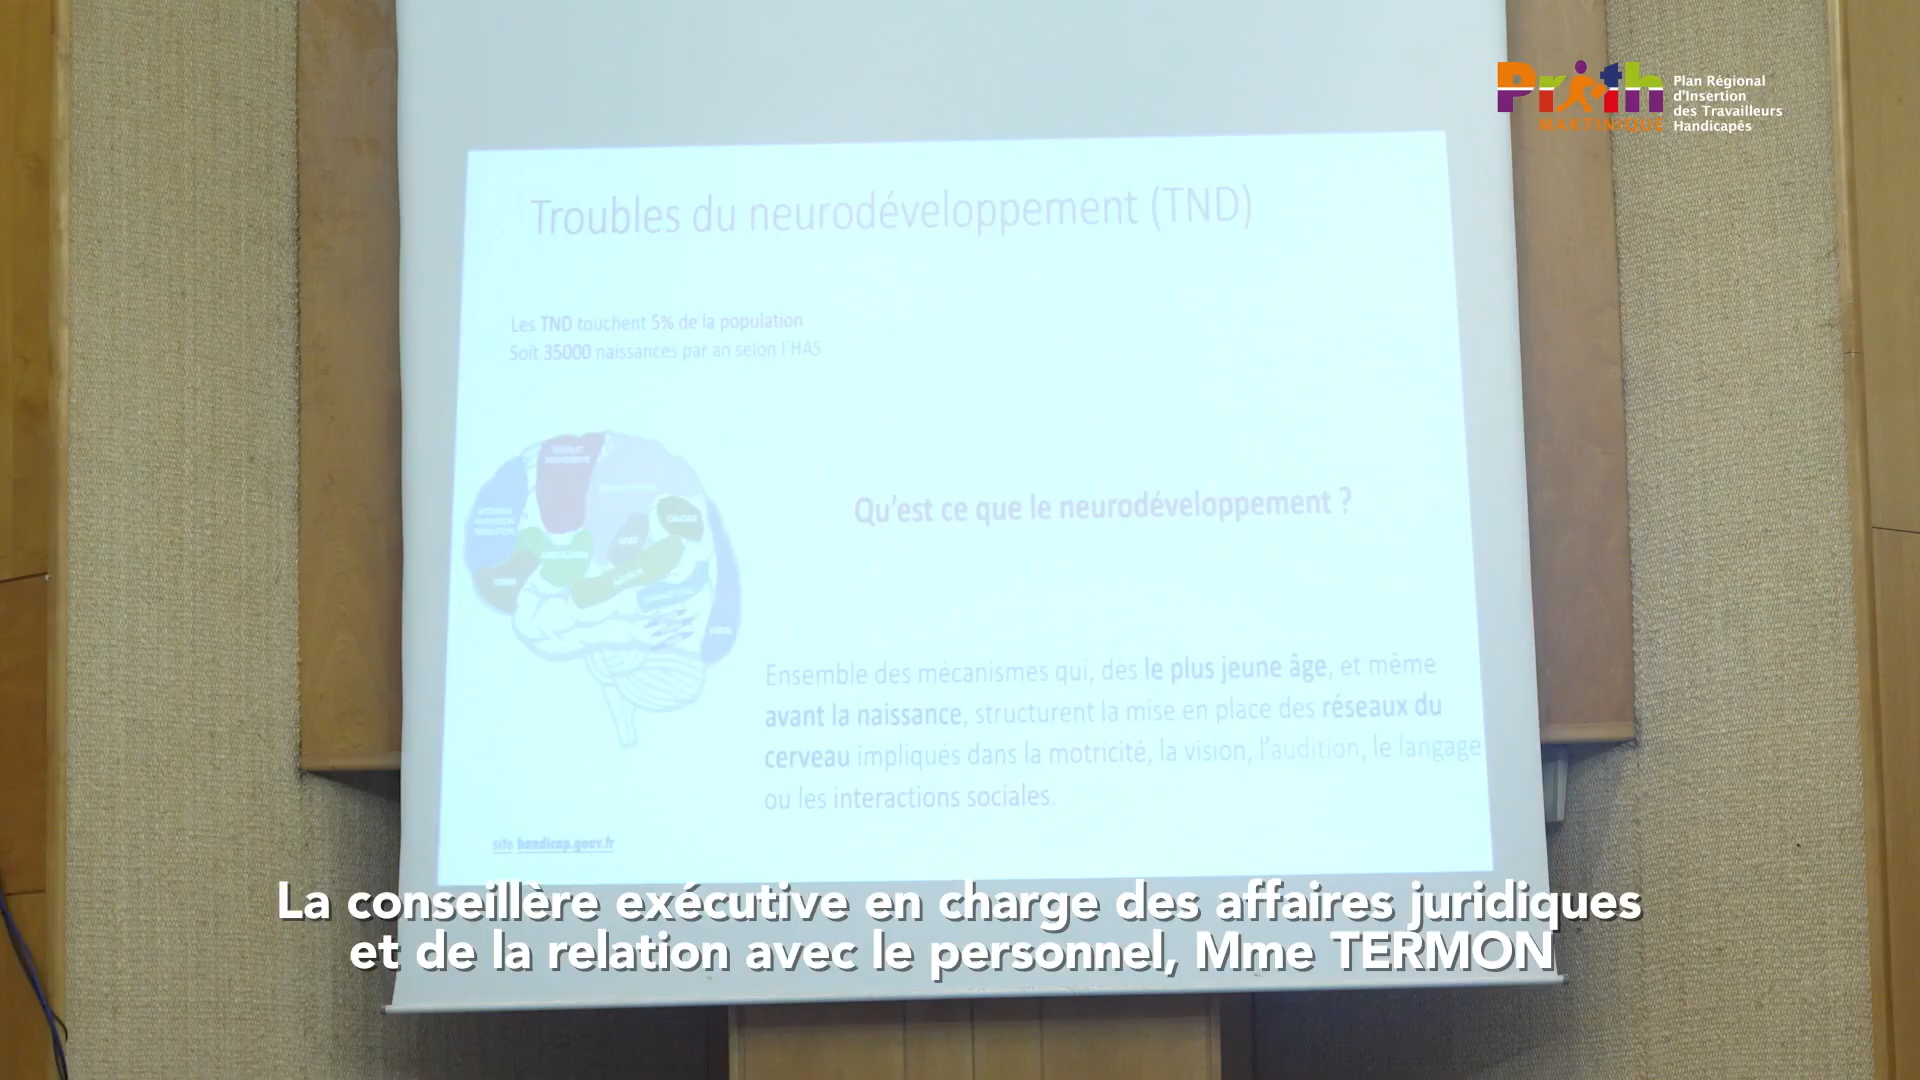 Prith
MARTINIQUE
Plan Régional
d'Insertion
des Travailleurs
Handicapés
Troubles du neurodéveloppement (TND)
Les TND touchent 5% de la population
Soit 35000 naissances par an selon l'HAS
Qu'est ce que le neurodéveloppement ?
VISION
Ensemble des mécanismes qui, dès le plus jeune âge, et même
avant la naissance, structurent la mise en place des réseaux du
cerveau impliqués dans la motricité, la vision, l'audition, le langage
ou les interactions sociales.
site handicap.gouv.fr
La conseillère exécutive en charge des affaires juridiques
et de la relation avec le personnel, Mme TERMON